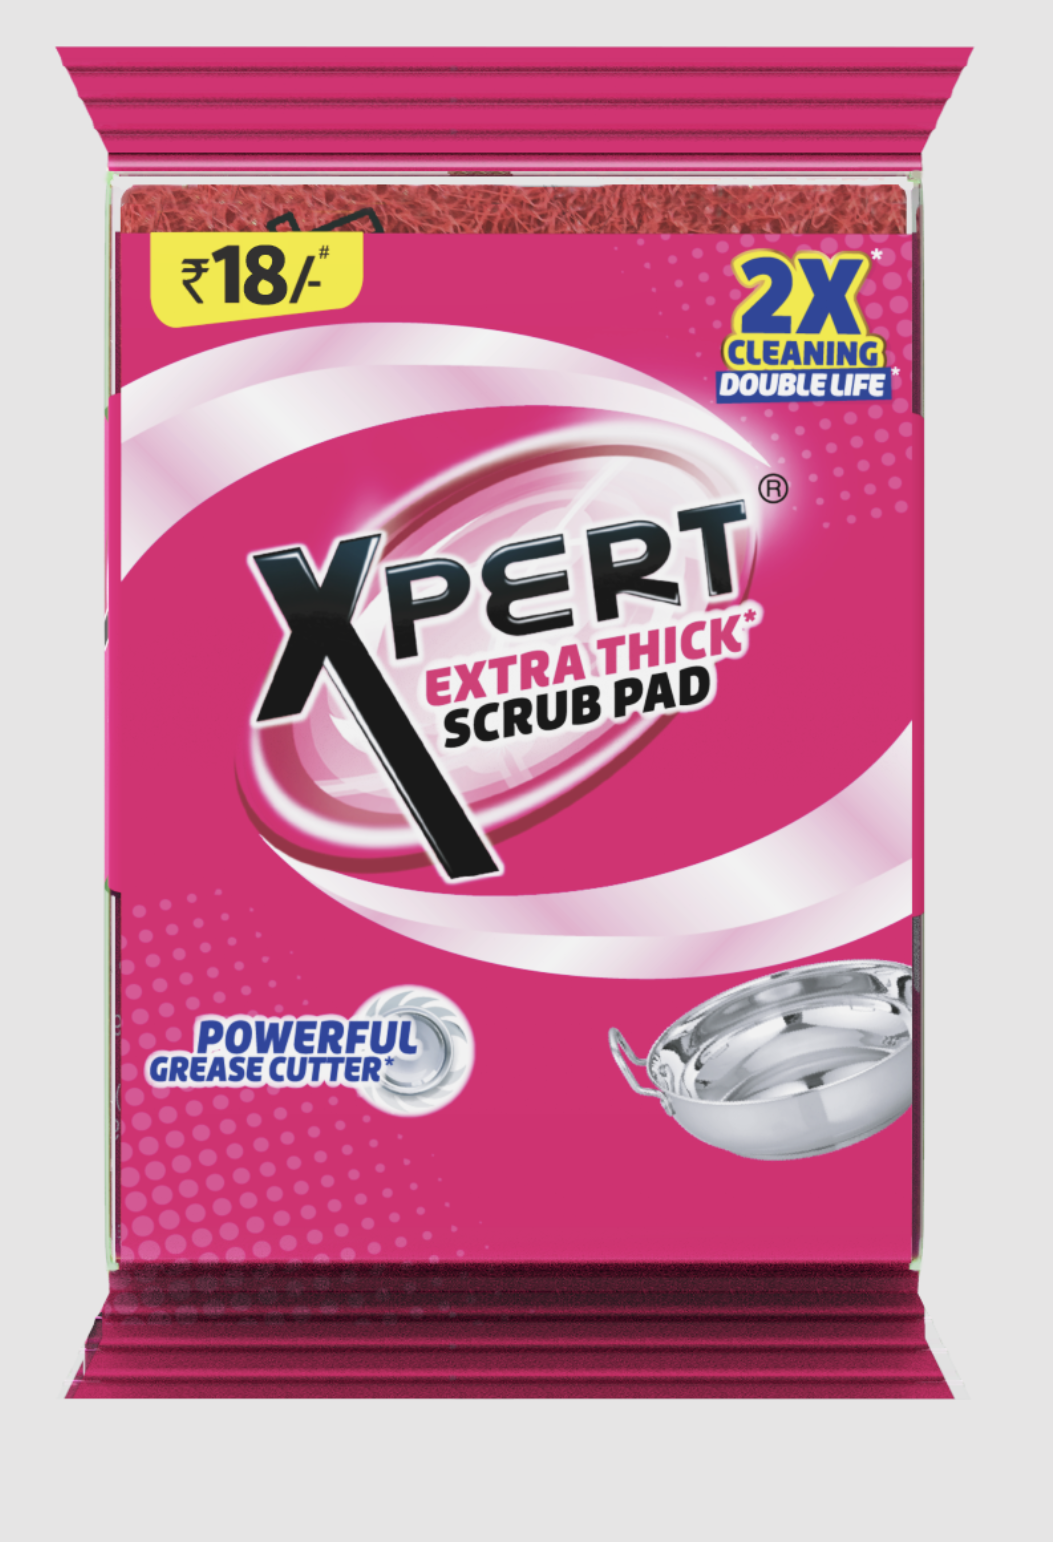 ₹18/-#
2X*
CLEANING
DOUBLE LIFE*
XPERT®
EXTRA THICK*
SCRUB PAD
POWERFUL
GREASE CUTTER*